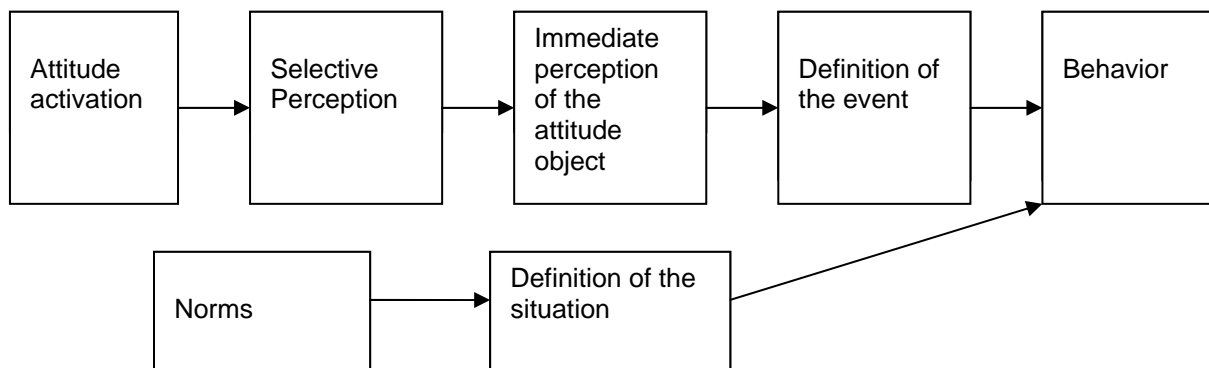 Attitude
activation
Selective
Perception
Immediate
perception
of the
attitude
object
Definition of
the event
Behavior
Norms
Definition of the
situation